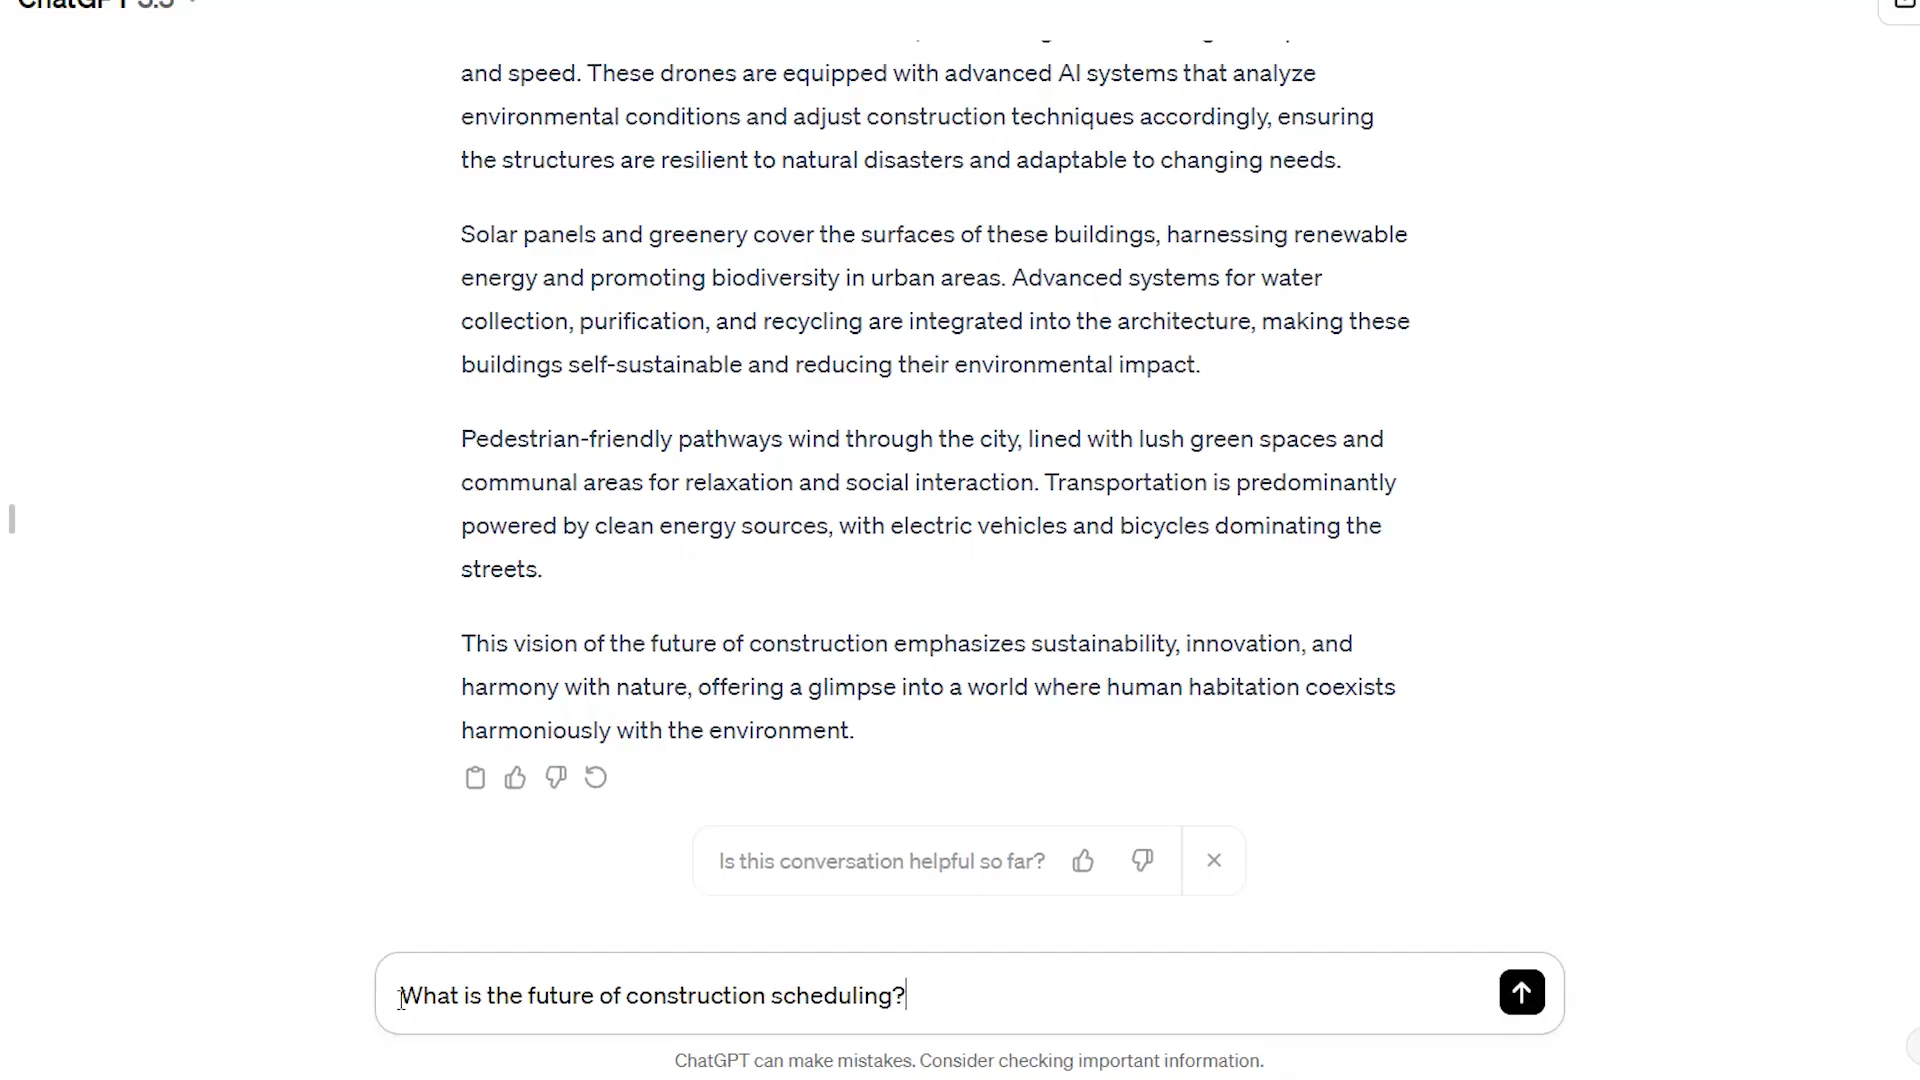 ChatGPT 3.5
and speed. These drones are equipped with advanced AI systems that analyze
environmental conditions and adjust construction techniques accordingly, ensuring
the structures are resilient to natural disasters and adaptable to changing needs.
Solar panels and greenery cover the surfaces of these buildings, harnessing renewable
energy and promoting biodiversity in urban areas. Advanced systems for water
collection, purification, and recycling are integrated into the architecture, making these
buildings self-sustainable and reducing their environmental impact.
Pedestrian-friendly pathways wind through the city, lined with lush green spaces and
communal areas for relaxation and social interaction. Transportation is predominantly
powered by clean energy sources, with electric vehicles and bicycles dominating the
streets.
This vision of the future of construction emphasizes sustainability, innovation, and
harmony with nature, offering a glimpse into a world where human habitation coexists
harmoniously with the environment.
Is this conversation helpful so far?
What is the future of construction scheduling?
ChatGPT can make mistakes. Consider checking important information.